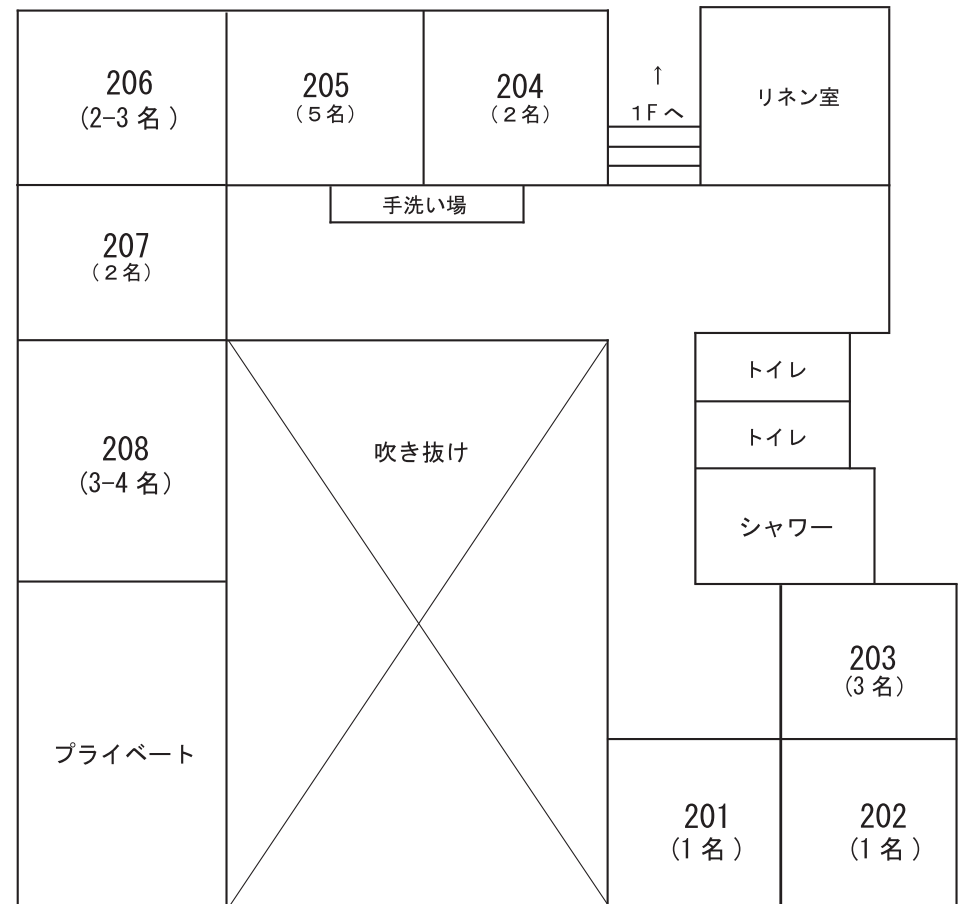 206
(2-3 名 )
205
(5名)
204
(2名)
↑
1F へ
リネン室
手洗い場
207
(2名)
トイレ
トイレ
208
(3-4 名)
吹き抜け
シャワー
203
(3 名)
プライベート
201
(1 名 )
202
(1 名 )